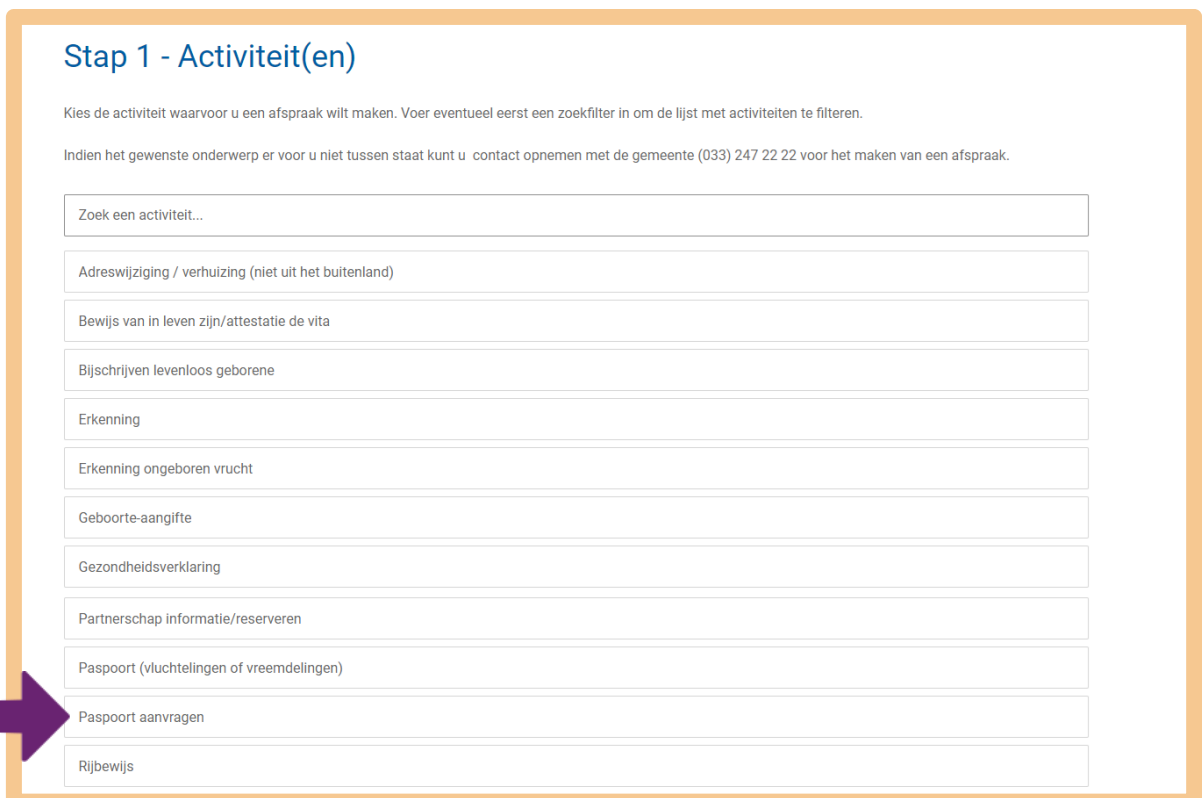 Stap 1 - Activiteit(en)
Kies de activiteit waarvoor u een afspraak wilt maken. Voer eventueel eerst een zoekfilter in om de lijst met activiteiten te filteren.
Indien het gewenste onderwerp er voor u niet tussen staat kunt u  contact opnemen met de gemeente (033) 247 22 22 voor het maken van een afspraak.
Zoek een activiteit...
Adreswijziging / verhuizing (niet uit het buitenland)
Bewijs van in leven zijn/attestatie de vita
Bijschrijven levenloos geborene
Erkenning
Erkenning ongeboren vrucht
Geboorte-aangifte
Gezondheidsverklaring
Partnerschap informatie/reserveren
Paspoort (vluchtelingen of vreemdelingen)
Paspoort aanvragen
Rijbewijs